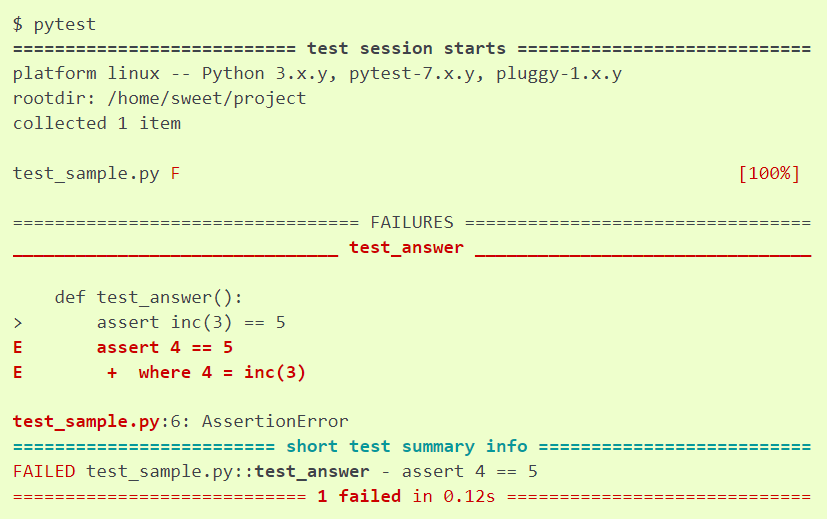 $ pytest
=========================== test session starts ============================
platform linux -- Python 3.x.y, pytest-7.x.y, pluggy-1.x.y
rootdir: /home/sweet/project
collected 1 item

test_sample.py F                                                     [100%]

================================= FAILURES =================================
_______________________________ test_answer ________________________________

    def test_answer():
>       assert inc(3) == 5
E       assert 4 == 5
E        +  where 4 = inc(3)

test_sample.py:6: AssertionError
========================= short test summary info ==========================
FAILED test_sample.py::test_answer - assert 4 == 5
============================ 1 failed in 0.12s =============================